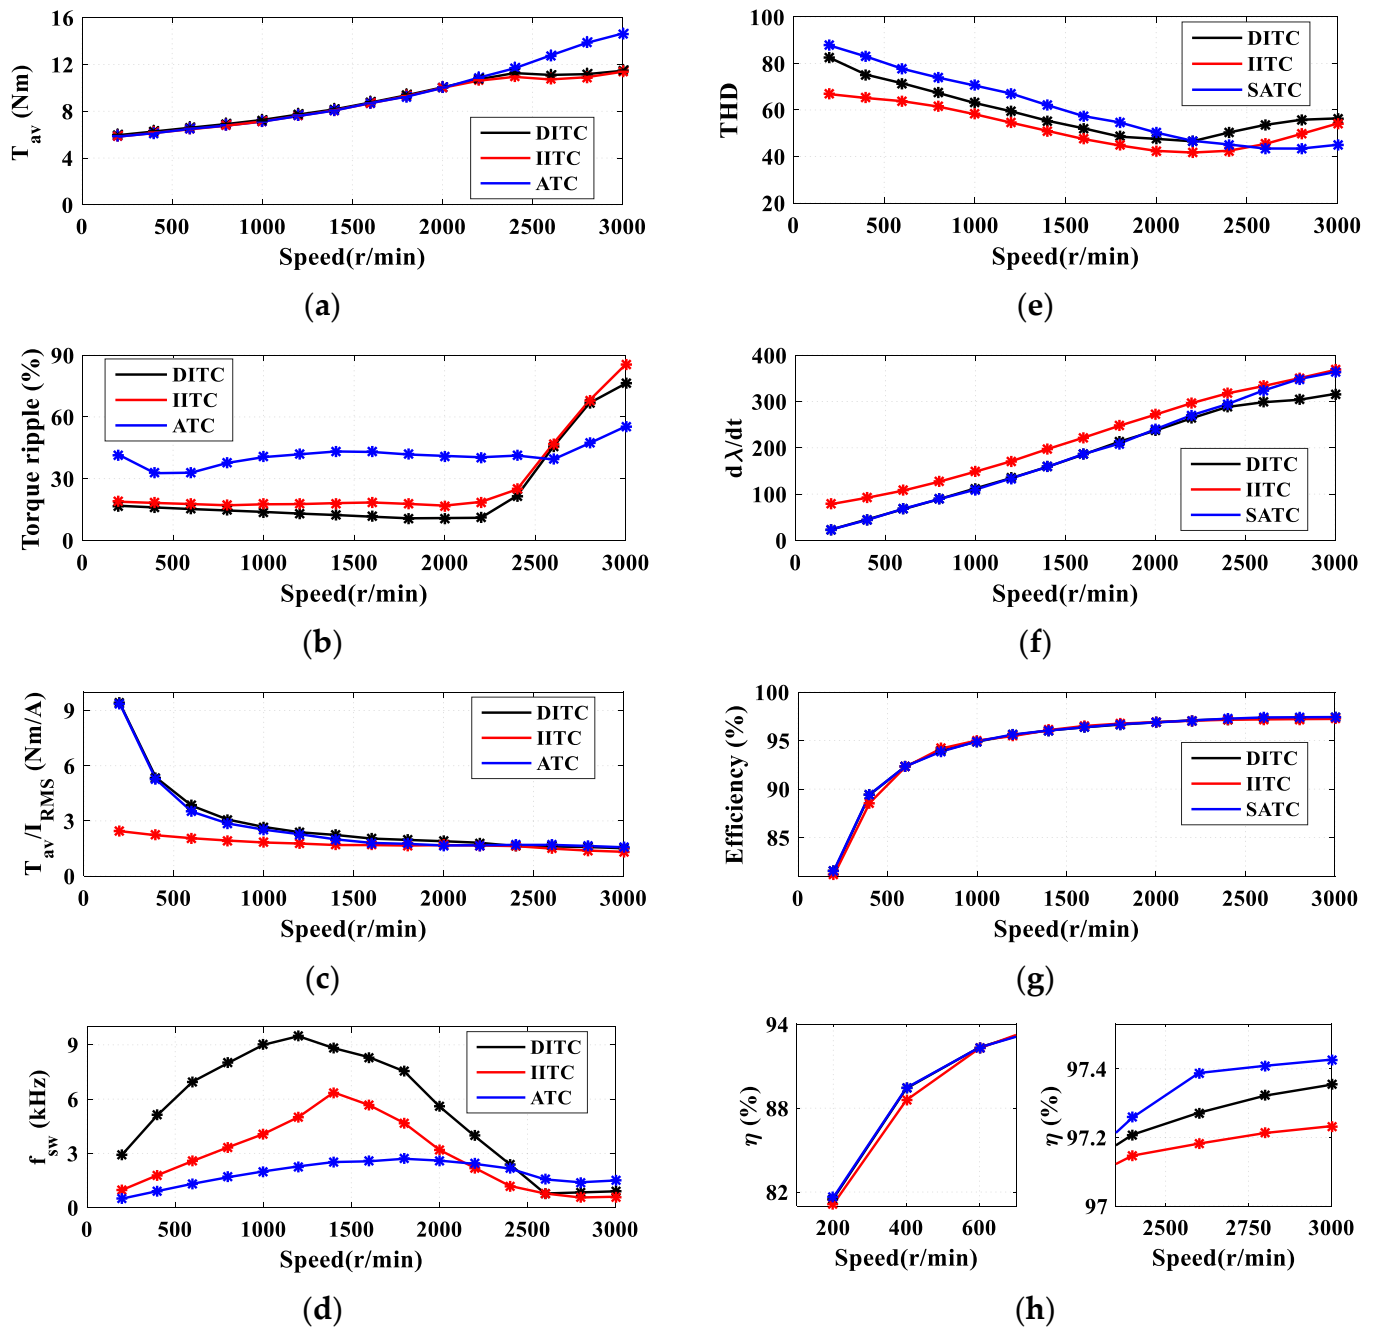 16
12
8
4
0
T av (Nm)
DITC
IITC
ATC
0 500 1000 1500 2000 2500 3000
Speed(r/min)
(a)
100
80
60
40
20
THD
DITC
IITC
SATC
0 500 1000 1500 2000 2500 3000
Speed(r/min)
(e)
90
60
30
0
Torque ripple (%)
DITC
IITC
ATC
0 500 1000 1500 2000 2500 3000
Speed(r/min)
(b)
400
300
200
100
0
dλ/dt
DITC
IITC
SATC
0 500 1000 1500 2000 2500 3000
Speed(r/min)
(f)
9
6
3
0
T av/I RMS (Nm/A)
DITC
IITC
ATC
0 500 1000 1500 2000 2500 3000
Speed(r/min)
(c)
100
95
90
85
Efficiency (%)
DITC
IITC
SATC
0 500 1000 1500 2000 2500 3000
Speed(r/min)
(g)
9
6
3
0
f sw (kHz)
DITC
IITC
ATC
0 500 1000 1500 2000 2500 3000
Speed(r/min)
(d)
94
88
82
η (%)
200 400 600
Speed(r/min)
97.4
97.2
97
η (%)
2500 2750 3000
Speed(r/min)
(h)